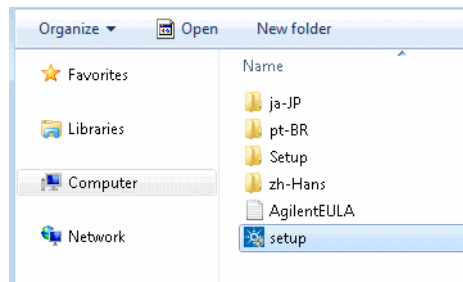 Organize Open New folder
Favorites
Libraries
Computer
Network
Name
ja-JP
pt-BR
Setup
zh-Hans
AgilentEULA
setup